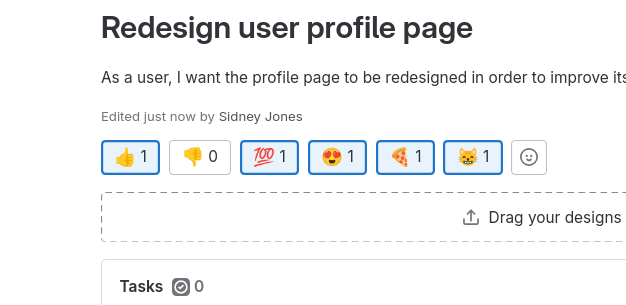 Redesign user profile page
As a user, I want the profile page to be redesigned in order to improve its
Edited just now by Sidney Jones
👍 1 👎 0 💯 1 😍 1 🍕 1 😸 1
Drag your designs
Tasks 0